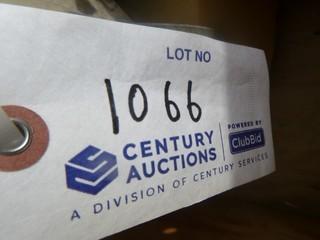 LOT NO
1066
CENTURY AUCTIONS
POWERED BY
ClubBid
A DIVISION OF CENTURY SERVICES